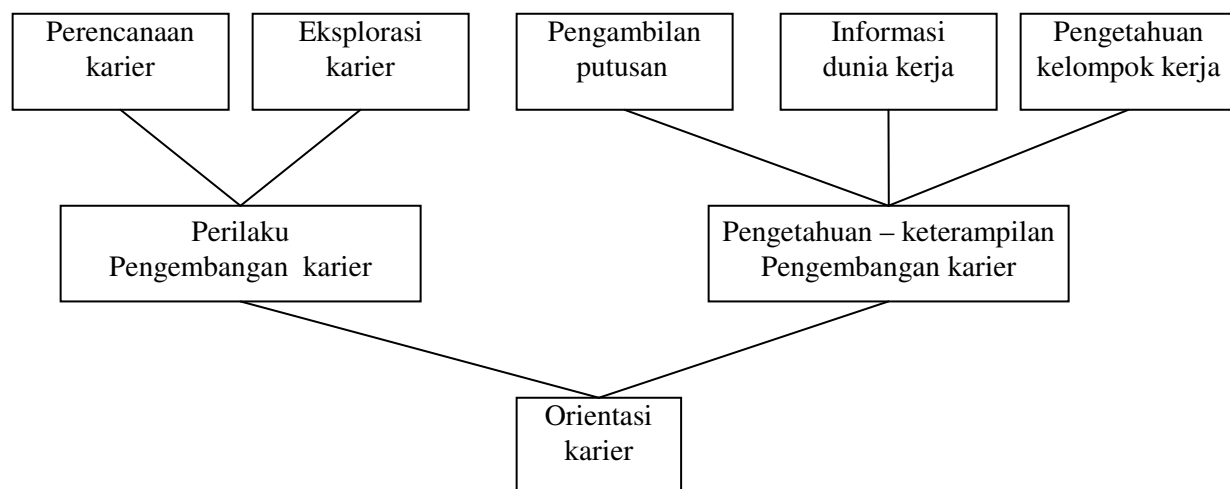 Perencanaan
karier
Eksplorasi
karier
Pengambilan
putusan
Informasi
dunia kerja
Pengetahuan
kelompok kerja
Perilaku
Pengembangan karier
Pengetahuan – keterampilan
Pengembangan karier
Orientasi
karier